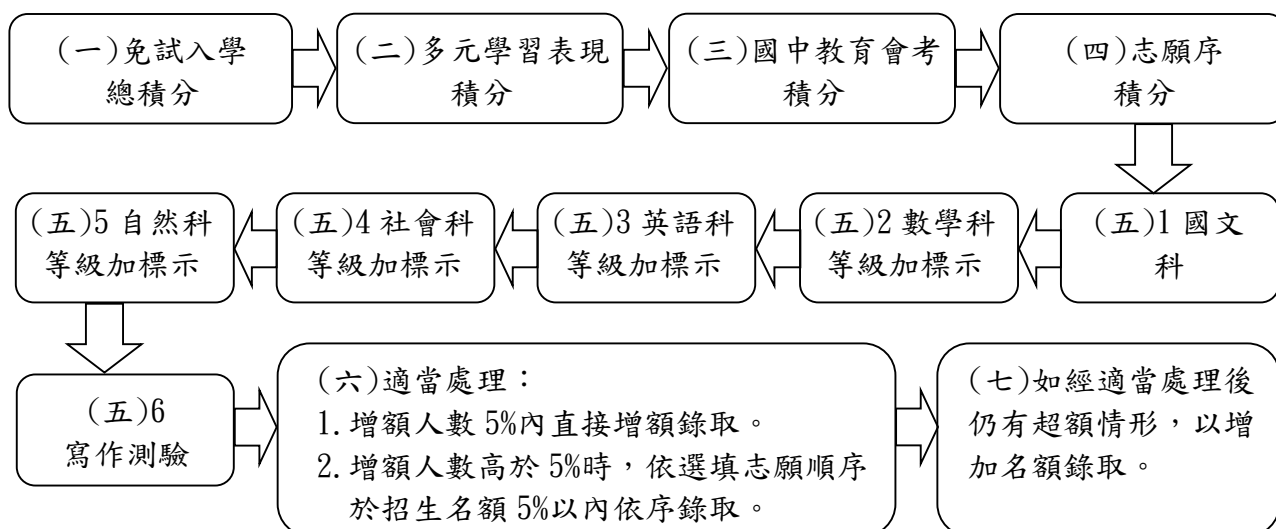 (一)免試入學
總積分
(二)多元學習表現
積分
(三)國中教育會考
積分
(四)志願序
積分
(五)1 國文
科
(五)2 數學科
等級加標示
(五)3 英語科
等級加標示
(五)4 社會科
等級加標示
(五)5 自然科
等級加標示
(五)6
寫作測驗
(六)適當處理：
1. 增額人數 5%內直接增額錄取。
2. 增額人數高於 5%時，依選填志願順序
於招生名額 5%以內依序錄取。
(七)如經適當處理後
仍有超額情形，以增
加名額錄取。